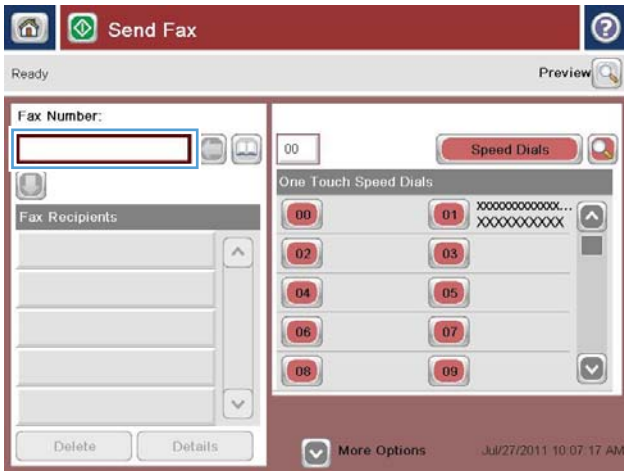 Send Fax
Ready
Preview
Fax Number:
00
Speed Dials
One Touch Speed Dials
Fax Recipients
00
01
XXXXXXXXXXXXX...
XXXXXXXXXXX
02
03
04
05
06
07
08
09
Delete
Details
More Options
Jul/27/2011 10:07:17 AM